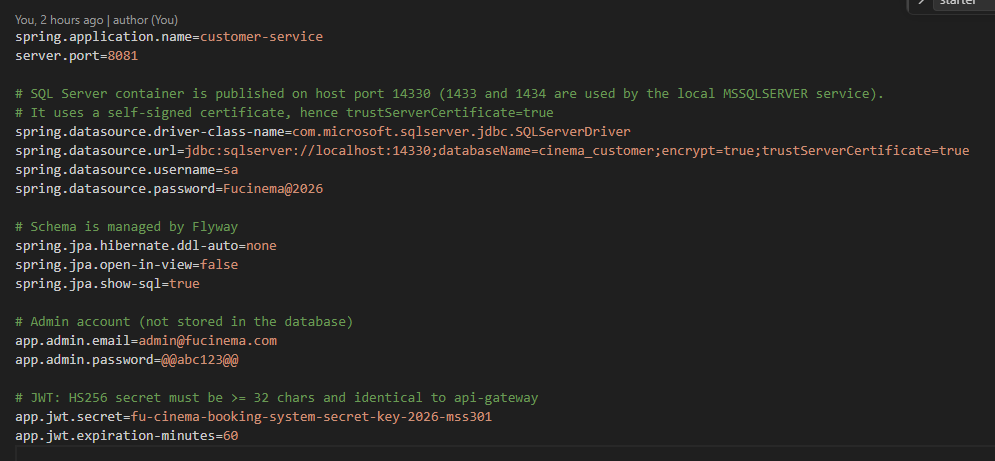 starter
You, 2 hours ago | author (You)
spring.application.name=customer-service
server.port=8081
# SQL Server container is published on host port 14330 (1433 and 1434 are used by the local MSSQLSERVER service).
# It uses a self-signed certificate, hence trustServerCertificate=true
spring.datasource.driver-class-name=com.microsoft.sqlserver.jdbc.SQLServerDriver
spring.datasource.url=jdbc:sqlserver://localhost:14330;databaseName=cinema_customer;encrypt=true;trustServerCertificate=true
spring.datasource.username=sa
spring.datasource.password=Fucinema@2026
# Schema is managed by Flyway
spring.jpa.hibernate.ddl-auto=none
spring.jpa.open-in-view=false
spring.jpa.show-sql=true
# Admin account (not stored in the database)
app.admin.email=admin@fucinema.com
app.admin.password=@@abc123@@
# JWT: HS256 secret must be >= 32 chars and identical to api-gateway
app.jwt.secret=fu-cinema-booking-system-secret-key-2026-mss301
app.jwt.expiration-minutes=60